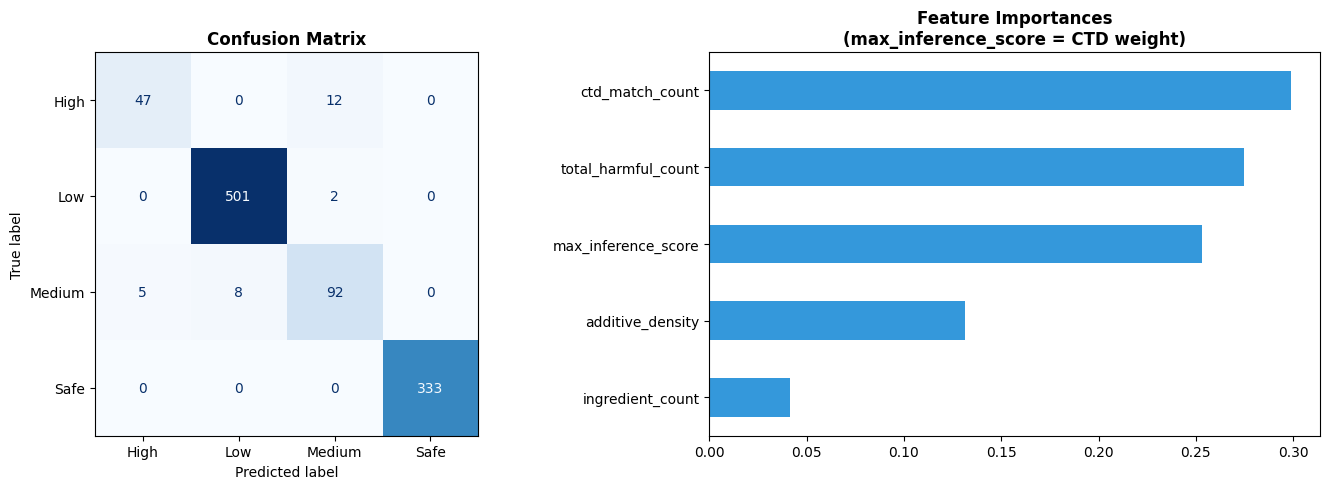 Confusion Matrix
True label
High
47 0 12 0
Low
0 501 2 0
Medium
5 8 92 0
Safe
0 0 0 333
High Low Medium Safe
Predicted label
Feature Importances
(max_inference_score = CTD weight)
ctd_match_count
total_harmful_count
max_inference_score
additive_density
ingredient_count
0.00 0.05 0.10 0.15 0.20 0.25 0.30